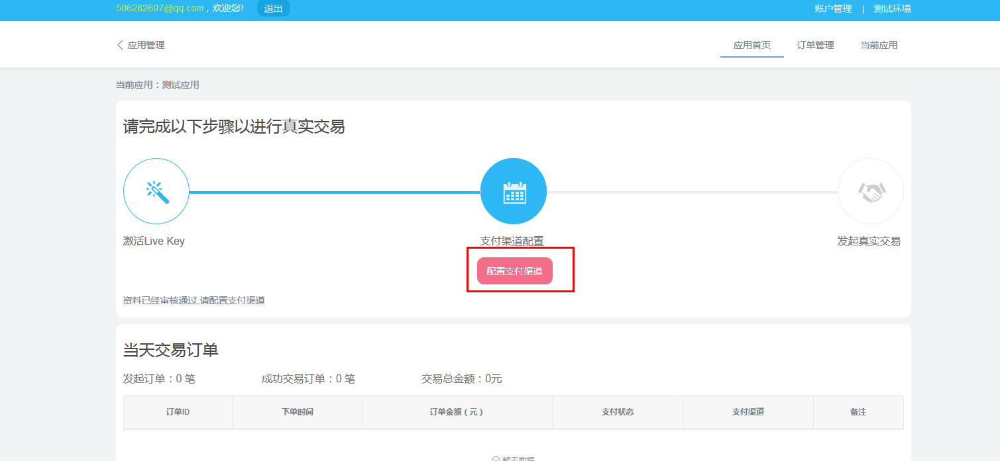 506282697@qq.com , 欢迎您! 退出 账户管理 | 测试环境
应用管理 应用首页 订单管理 当前应用
当前应用：测试应用
请完成以下步骤以进行真实交易
激活Live Key 支付渠道配置 发起真实交易
配置支付渠道
资料已经审核通过,请配置支付渠道
当天交易订单
发起订单：0 笔 成功交易订单：0 笔 交易总金额：0元
订单ID 下单时间 订单金额（元） 支付状态 支付渠道 备注
暂无数据